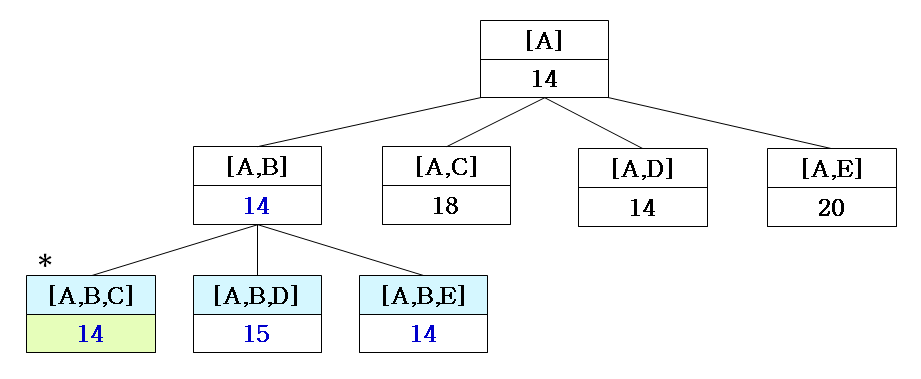 [A]
14
[A,B]
14
[A,C]
18
[A,D]
14
[A,E]
20
*
[A,B,C]
14
[A,B,D]
15
[A,B,E]
14